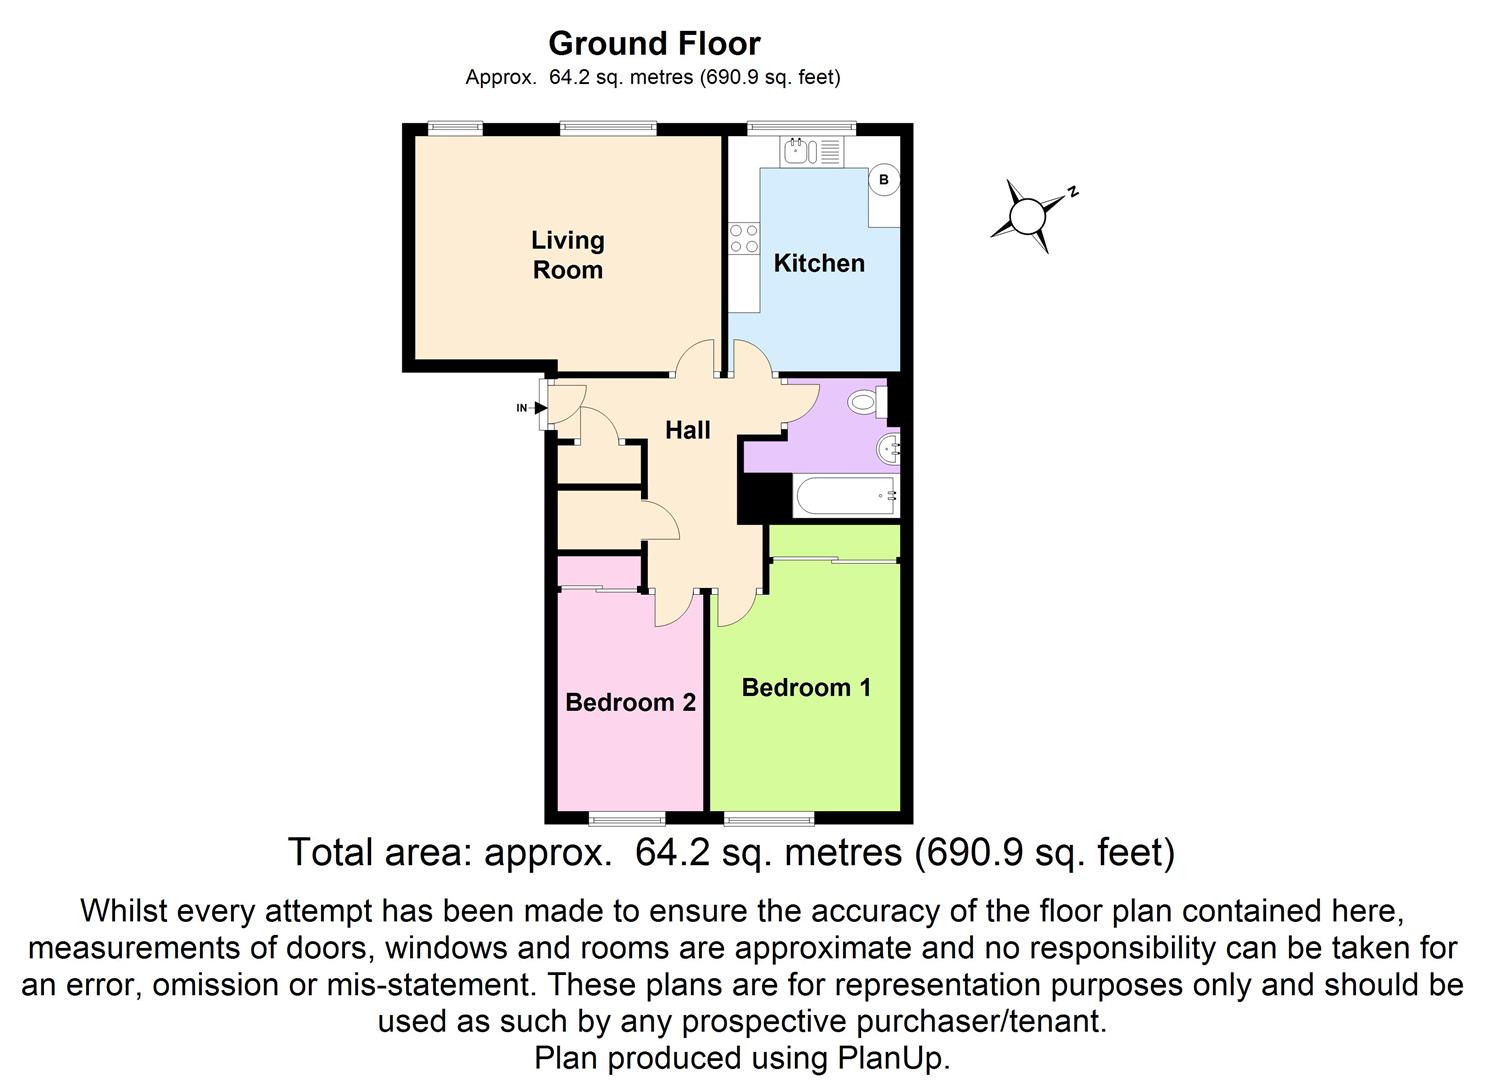 Ground Floor
Approx.  64.2 sq. metres (690.9 sq. feet)
N
B
Living
Room
Kitchen
IN
Hall
Bedroom 1
Bedroom 2
Total area: approx.  64.2 sq. metres (690.9 sq. feet)
Whilst every attempt has been made to ensure the accuracy of the floor plan contained here,
measurements of doors, windows and rooms are approximate and no responsibility can be taken for
an error, omission or mis-statement. These plans are for representation purposes only and should be
used as such by any prospective purchaser/tenant.
Plan produced using PlanUp.